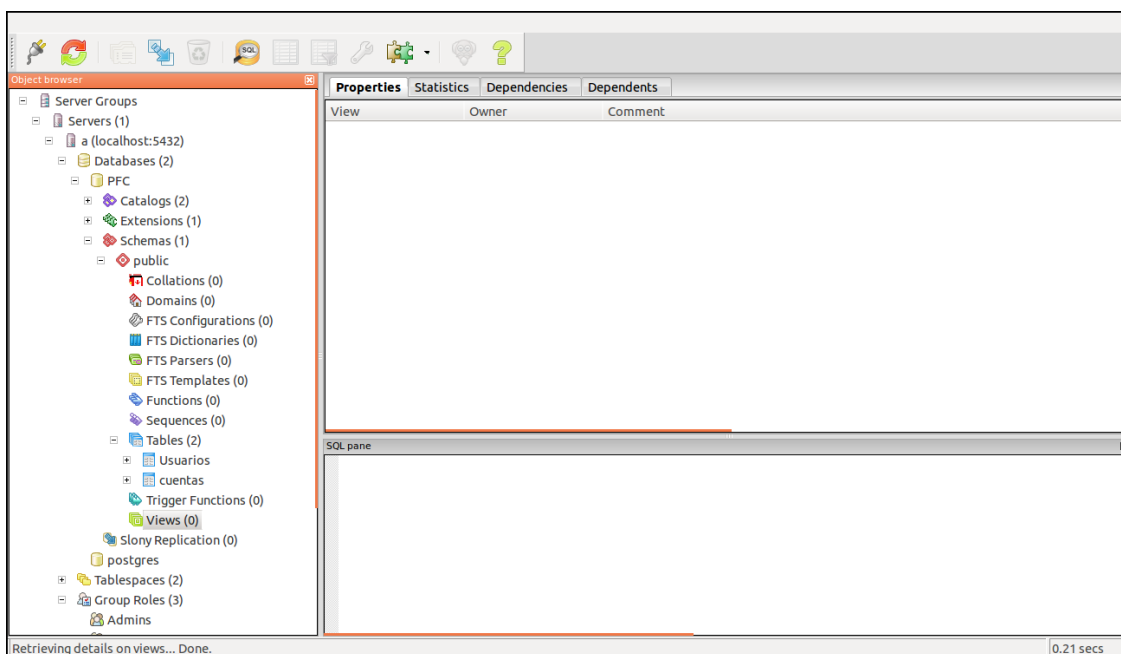 SQL
Object browser
Server Groups
Servers (1)
a (localhost:5432)
Databases (2)
PFC
Catalogs (2)
Extensions (1)
Schemas (1)
public
Collations (0)
Domains (0)
FTS Configurations (0)
FTS Dictionaries (0)
FTS Parsers (0)
FTS Templates (0)
Functions (0)
Sequences (0)
Tables (2)
Usuarios
cuentas
Trigger Functions (0)
Views (0)
Slony Replication (0)
postgres
Tablespaces (2)
Group Roles (3)
Admins
Properties Statistics Dependencies Dependents
View Owner Comment
SQL pane
Retrieving details on views... Done. 0.21 secs